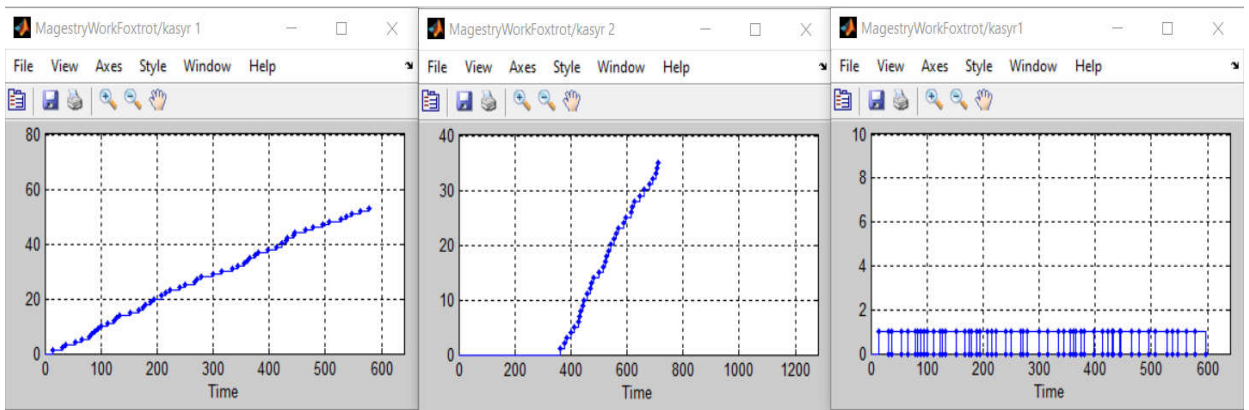 MagestryWorkFoxtrot/kasyr 1
File View Axes Style Window Help
80
60
40
20
0
0 100 200 300 400 500 600
Time
MagestryWorkFoxtrot/kasyr 2
File View Axes Style Window Help
40
30
20
10
0
0 200 400 600 800 1000 1200
Time
MagestryWorkFoxtrot/kasyr1
File View Axes Style Window Help
10
8
6
4
2
0
0 100 200 300 400 500 600
Time